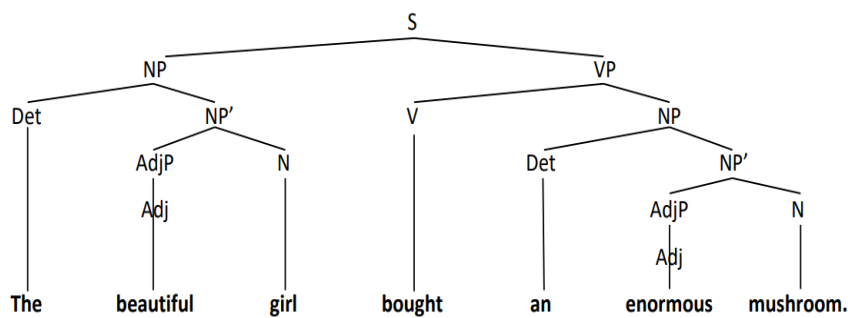 S
NP VP
Det NP’ V NP
AdjP N Det NP’
Adj AdjP N
Adj
The beautiful girl bought an enormous mushroom.